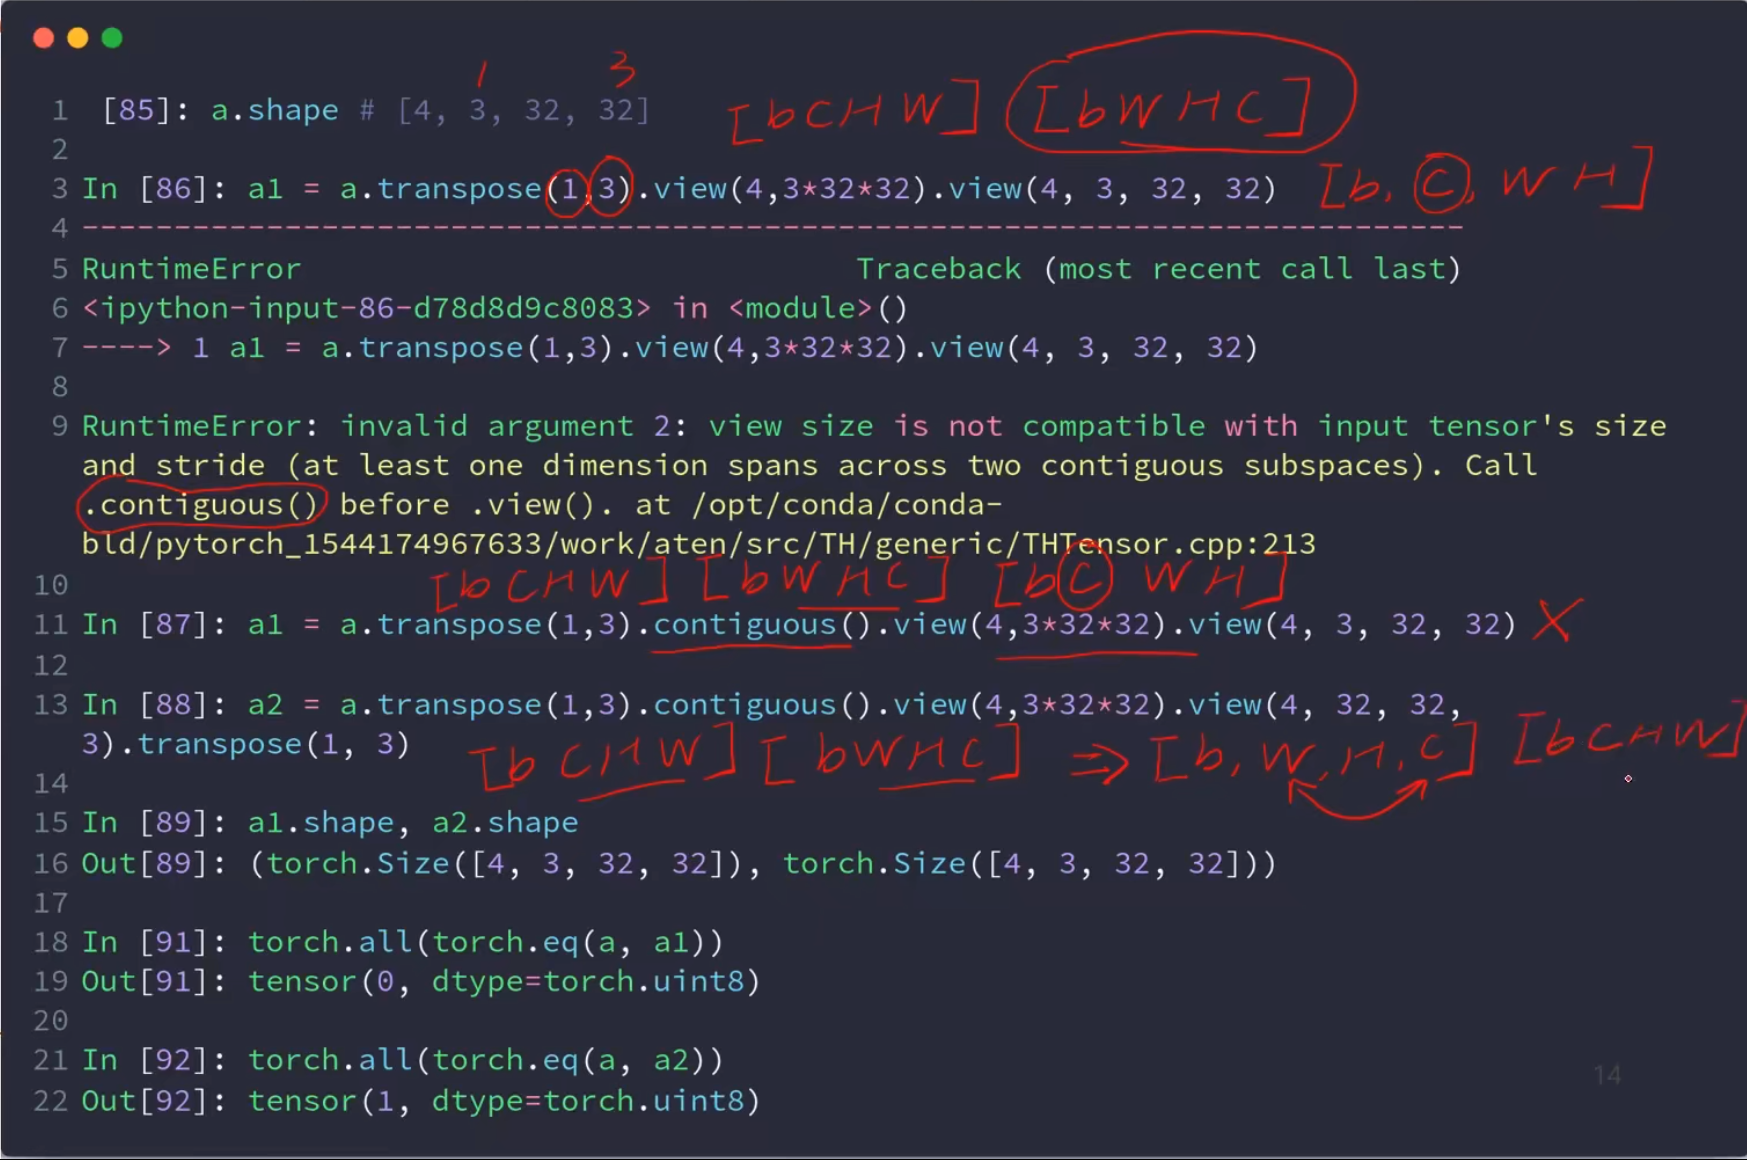 1 3
1 [85]: a.shape # [4, 3, 32, 32] [b C H W] [b W H C]
2
3 In [86]: a1 = a.transpose(1,3).view(4,3*32*32).view(4, 3, 32, 32) [b, C, W H]
4 ---------------------------------------------------------------------------
5 RuntimeError Traceback (most recent call last)
6 <ipython-input-86-d78d8d9c8083> in <module>()
7 ----> 1 a1 = a.transpose(1,3).view(4,3*32*32).view(4, 3, 32, 32)
8
9 RuntimeError: invalid argument 2: view size is not compatible with input tensor's size
and stride (at least one dimension spans across two contiguous subspaces). Call
.contiguous() before .view(). at /opt/conda/conda-
bld/pytorch_1544174967633/work/aten/src/TH/generic/THTensor.cpp:213
10 [b C H W] [b W H C] [b C W H]
11 In [87]: a1 = a.transpose(1,3).contiguous().view(4,3*32*32).view(4, 3, 32, 32) X
12
13 In [88]: a2 = a.transpose(1,3).contiguous().view(4,3*32*32).view(4, 32, 32,
3).transpose(1, 3) [b C H W] [b W H C] ⇒ [b, W, H, C] [b C H W]
14
15 In [89]: a1.shape, a2.shape
16 Out[89]: (torch.Size([4, 3, 32, 32]), torch.Size([4, 3, 32, 32]))
17
18 In [91]: torch.all(torch.eq(a, a1))
19 Out[91]: tensor(0, dtype=torch.uint8)
20
21 In [92]: torch.all(torch.eq(a, a2))
14
22 Out[92]: tensor(1, dtype=torch.uint8)